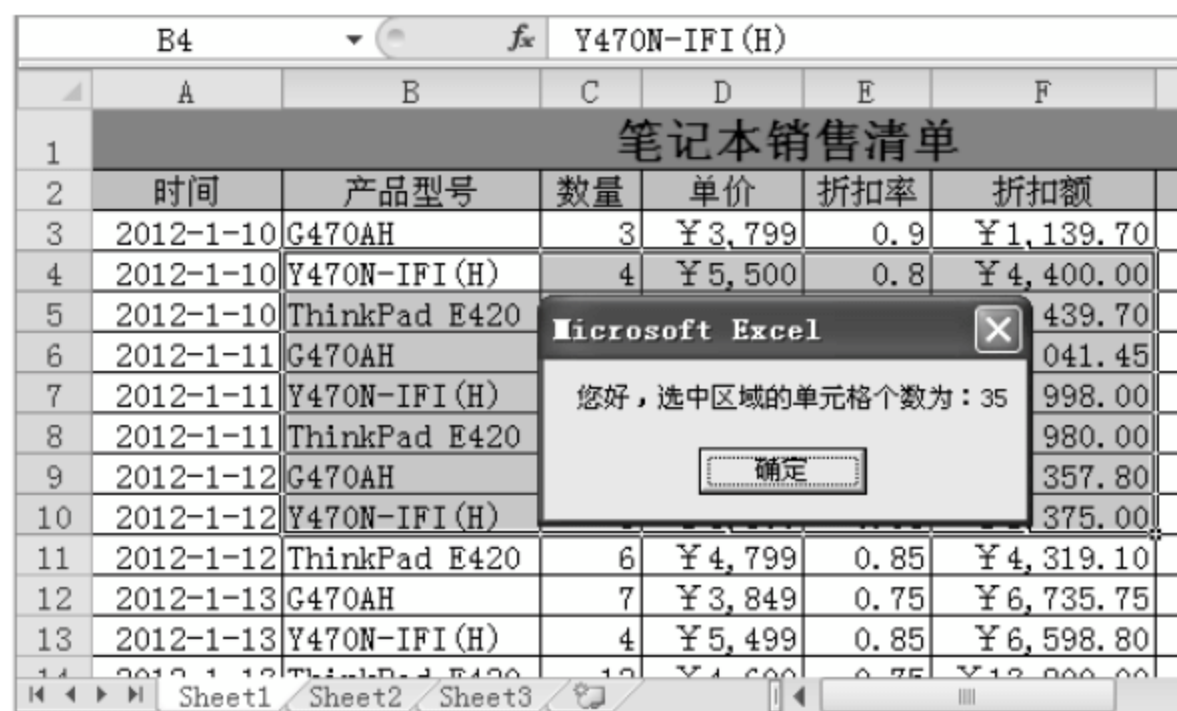 B4 fx Y470N-IFI(H)
A B C D E F
1 笔记本销售清单
2 时间 产品型号 数量 单价 折扣率 折扣额
3 2012-1-10 G470AH 3 ¥3,799 0.9 ¥1,139.70
4 2012-1-10 Y470N-IFI(H) 4 ¥5,500 0.8 ¥4,400.00
5 2012-1-10 ThinkPad E420 439.70
6 2012-1-11 G470AH 041.45
7 2012-1-11 Y470N-IFI(H) 998.00
8 2012-1-11 ThinkPad E420 980.00
9 2012-1-12 G470AH 357.80
10 2012-1-12 Y470N-IFI(H) 375.00
Microsoft Excel
您好，选中区域的单元格个数为：35
确定
11 2012-1-12 ThinkPad E420 6 ¥4,799 0.85 ¥4,319.10
12 2012-1-13 G470AH 7 ¥3,849 0.75 ¥6,735.75
13 2012-1-13 Y470N-IFI(H) 4 ¥5,499 0.85 ¥6,598.80
Sheet1 Sheet2 Sheet3